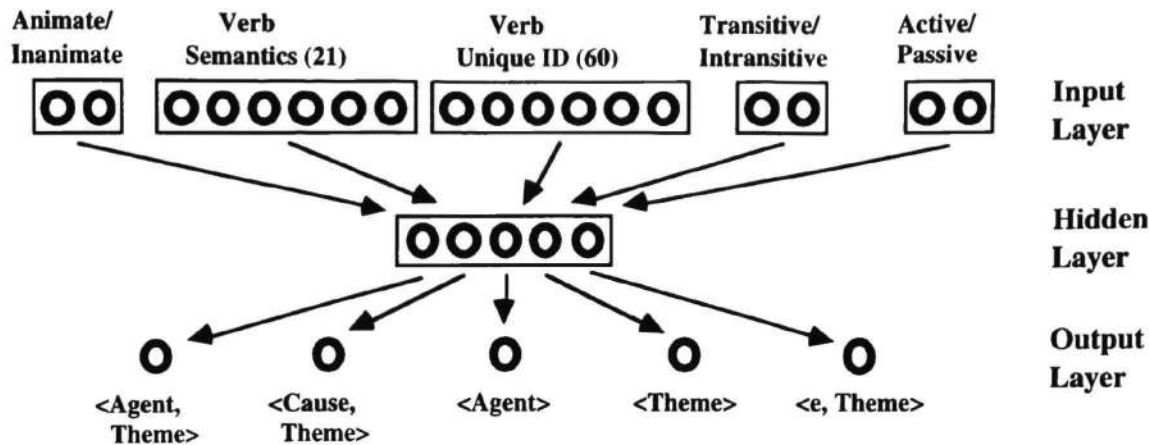 Animate/
Inanimate
Verb
Semantics (21)
Verb
Unique ID (60)
Transitive/
Intransitive
Active/
Passive
Input
Layer
Hidden
Layer
<Agent,
Theme>
<Cause,
Theme>
<Agent>
<Theme>
<e, Theme>
Output
Layer